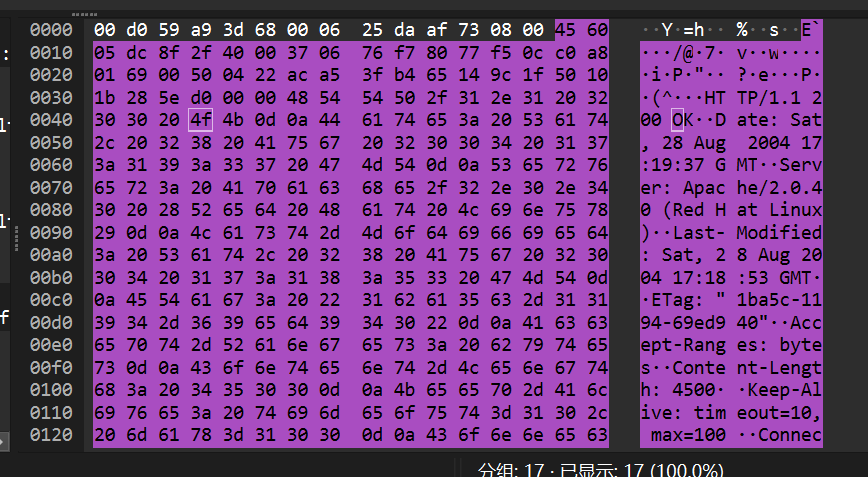 0000 00 d0 59 a9 3d 68 00 06 25 da af 73 08 00 45 60 ··Y·=h·· %··s··E`
0010 05 dc 8f 2f 40 00 37 06 76 f7 80 77 f5 0c c0 a8 ···/@·7· v··w····
0020 01 69 00 50 04 22 ac a5 3f b4 65 14 9c 1f 50 10 ·i·P·"·· ?·e···P·
0030 1b 28 5e d0 00 00 48 54 54 50 2f 31 2e 31 20 32 ·(^···HT TP/1.1 2
0040 30 30 20 4f 4b 0d 0a 44 61 74 65 3a 20 53 61 74 00 OK··D ate: Sat
0050 2c 20 32 38 20 41 75 67 20 32 30 30 34 20 31 37 , 28 Aug 2004 17
0060 3a 31 39 3a 33 37 20 47 4d 54 0d 0a 53 65 72 76 :19:37 G MT··Serv
0070 65 72 3a 20 41 70 61 63 68 65 2f 32 2e 30 2e 34 er: Apac he/2.0.4
0080 30 20 28 52 65 64 20 48 61 74 20 4c 69 6e 75 78 0 (Red H at Linux
0090 29 0d 0a 4c 61 73 74 2d 4d 6f 64 69 66 69 65 64 )··Last- Modified
00a0 3a 20 53 61 74 2c 20 32 38 20 41 75 67 20 32 30 : Sat, 2 8 Aug 20
00b0 30 34 20 31 37 3a 31 38 3a 35 33 20 47 4d 54 0d 04 17:18 :53 GMT·
00c0 0a 45 54 61 67 3a 20 22 31 62 61 35 63 2d 31 31 ·ETag: " 1ba5c-11
00d0 39 34 2d 36 39 65 64 39 34 30 22 0d 0a 41 63 63 94-69ed9 40"··Acc
00e0 65 70 74 2d 52 61 6e 67 65 73 3a 20 62 79 74 65 ept-Rang es: byte
00f0 73 0d 0a 43 6f 6e 74 65 6e 74 2d 4c 65 6e 67 74 s··Conte nt-Lengt
0100 68 3a 20 34 35 30 30 0d 0a 4b 65 65 70 2d 41 6c h: 4500· ·Keep-Al
0110 69 76 65 3a 20 74 69 6d 65 6f 75 74 3d 31 30 2c ive: tim eout=10,
0120 20 6d 61 78 3d 31 30 30 0d 0a 43 6f 6e 6e 65 63 max=100 ··Connec
分组: 17 · 已显示: 17 (100.0%)